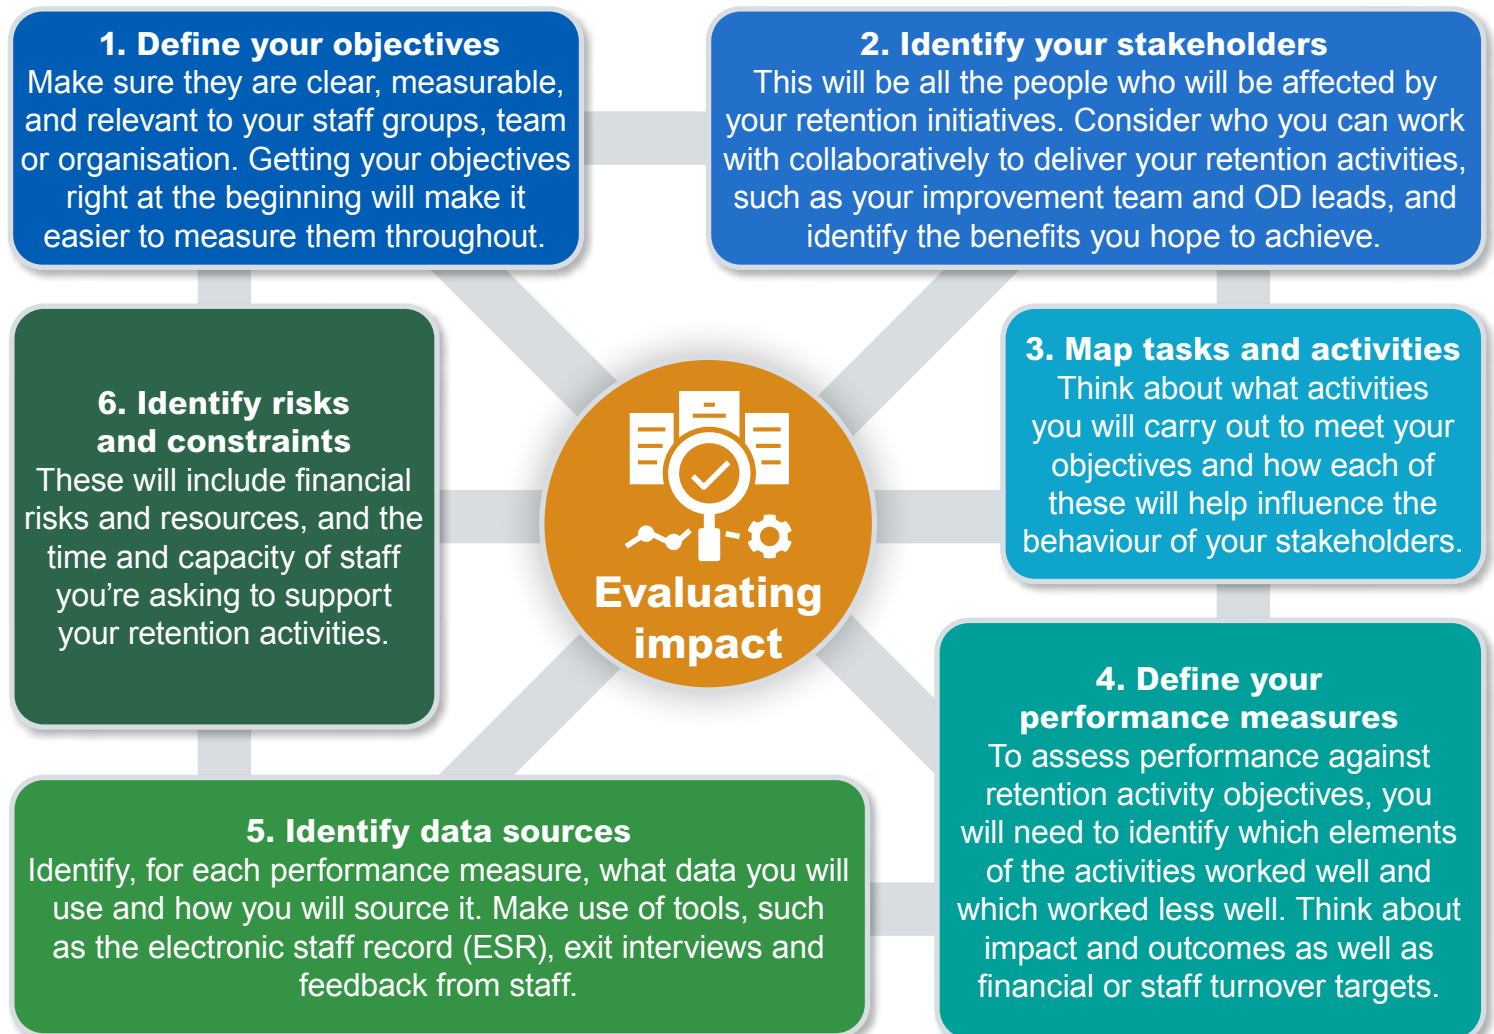 1. Define your objectives
Make sure they are clear, measurable,
and relevant to your staff groups, team
or organisation. Getting your objectives
right at the beginning will make it
easier to measure them throughout.
2. Identify your stakeholders
This will be all the people who will be affected by
your retention initiatives. Consider who you can work
with collaboratively to deliver your retention activities,
such as your improvement team and OD leads, and
identify the benefits you hope to achieve.
3. Map tasks and activities
Think about what activities
you will carry out to meet your
objectives and how each of
these will help influence the
behaviour of your stakeholders.
4. Define your
performance measures
To assess performance against
retention activity objectives, you
will need to identify which elements
of the activities worked well and
which worked less well. Think about
impact and outcomes as well as
financial or staff turnover targets.
5. Identify data sources
Identify, for each performance measure, what data you will
use and how you will source it. Make use of tools, such
as the electronic staff record (ESR), exit interviews and
feedback from staff.
6. Identify risks
and constraints
These will include financial
risks and resources, and the
time and capacity of staff
you're asking to support
your retention activities.
Evaluating
impact